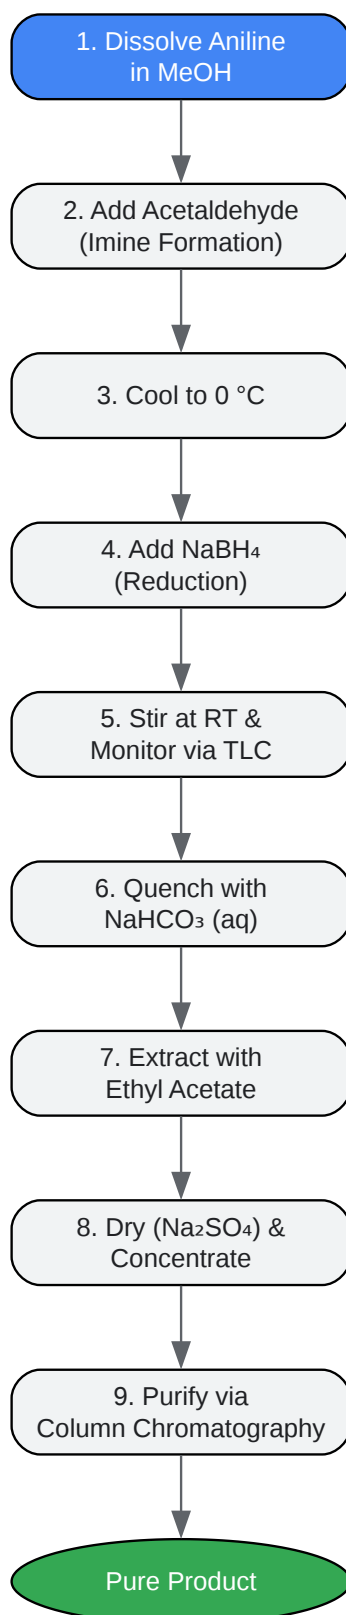 1. Dissolve Aniline
in MeOH
2. Add Acetaldehyde
(Imine Formation)
3. Cool to 0 °C
4. Add NaBH₄
(Reduction)
5. Stir at RT &
Monitor via TLC
6. Quench with
NaHCO₃ (aq)
7. Extract with
Ethyl Acetate
8. Dry (Na₂SO₄) &
Concentrate
9. Purify via
Column Chromatography
Pure Product